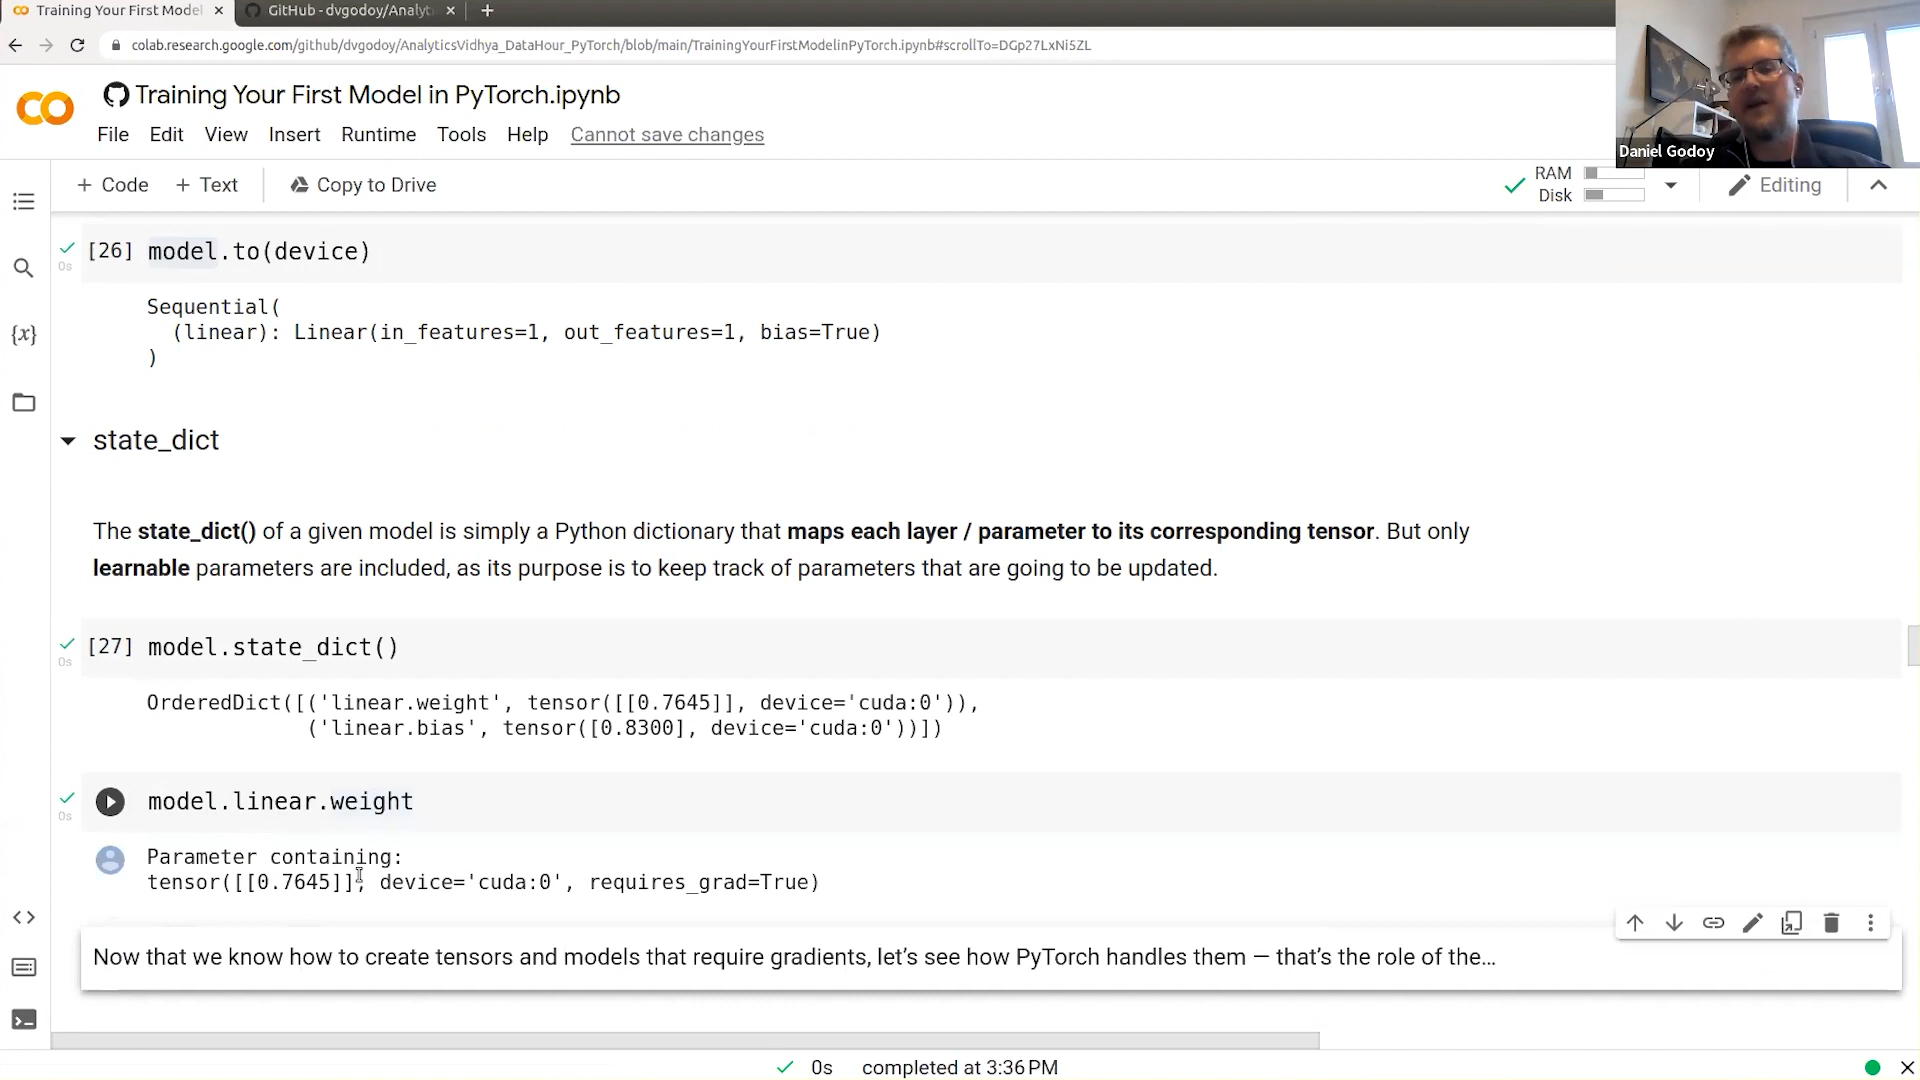 Training Your First Model
GitHub - dvgodoy/Analyt
colab.research.google.com/github/dvgodoy/AnalyticsVidhya_DataHour_PyTorch/blob/main/TrainingYourFirstModelinPyTorch.ipynb#scrollTo=DGp27LxNi5ZL
Daniel Godoy
Training Your First Model in PyTorch.ipynb
File Edit View Insert Runtime Tools Help Cannot save changes
+ Code + Text Copy to Drive
RAM
Disk
Editing
0s
[26] model.to(device)
Sequential(
(linear): Linear(in_features=1, out_features=1, bias=True)
)
state_dict
The state_dict() of a given model is simply a Python dictionary that maps each layer / parameter to its corresponding tensor. But only
learnable parameters are included, as its purpose is to keep track of parameters that are going to be updated.
0s
[27] model.state_dict()
OrderedDict([('linear.weight', tensor([[0.7645]], device='cuda:0')),
('linear.bias', tensor([0.8300], device='cuda:0'))])
0s
model.linear.weight
Parameter containing:
tensor([[0.7645]], device='cuda:0', requires_grad=True)
Now that we know how to create tensors and models that require gradients, let's see how PyTorch handles them — that's the role of the...
0s completed at 3:36 PM